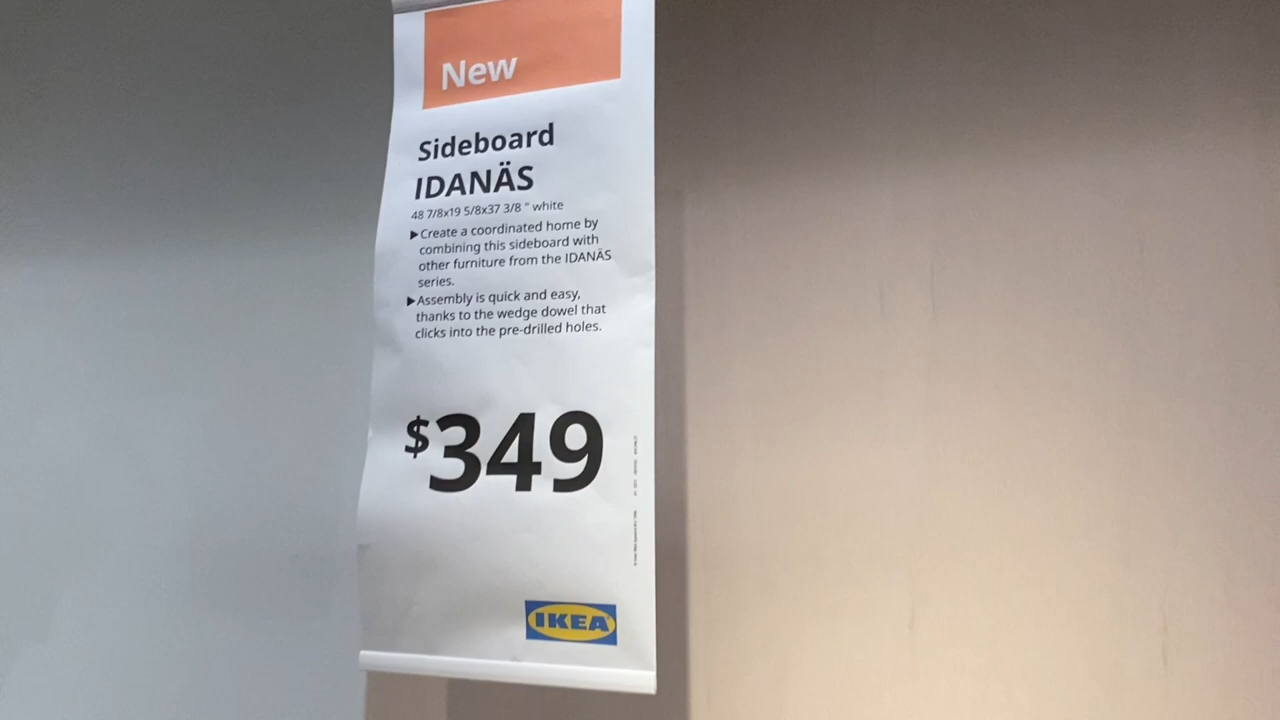 New
Sideboard
IDANÄS
48 7/8x19 5/8x37 3/8 " white
▶Create a coordinated home by
combining this sideboard with
other furniture from the IDANÄS
series.
▶Assembly is quick and easy,
thanks to the wedge dowel that
clicks into the pre-drilled holes.
$349
IKEA